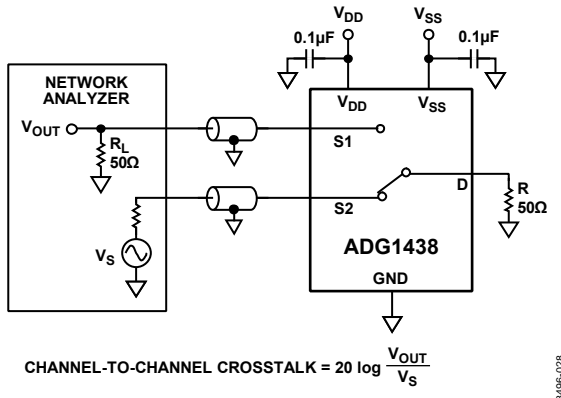 VDD
VSS
0.1µF
0.1µF
NETWORK
ANALYZER
VDD
VSS
VOUT
S1
RL
50Ω
S2
D
R
50Ω
VS
ADG1438
GND
CHANNEL-TO-CHANNEL CROSSTALK = 20 log VOUT
VS